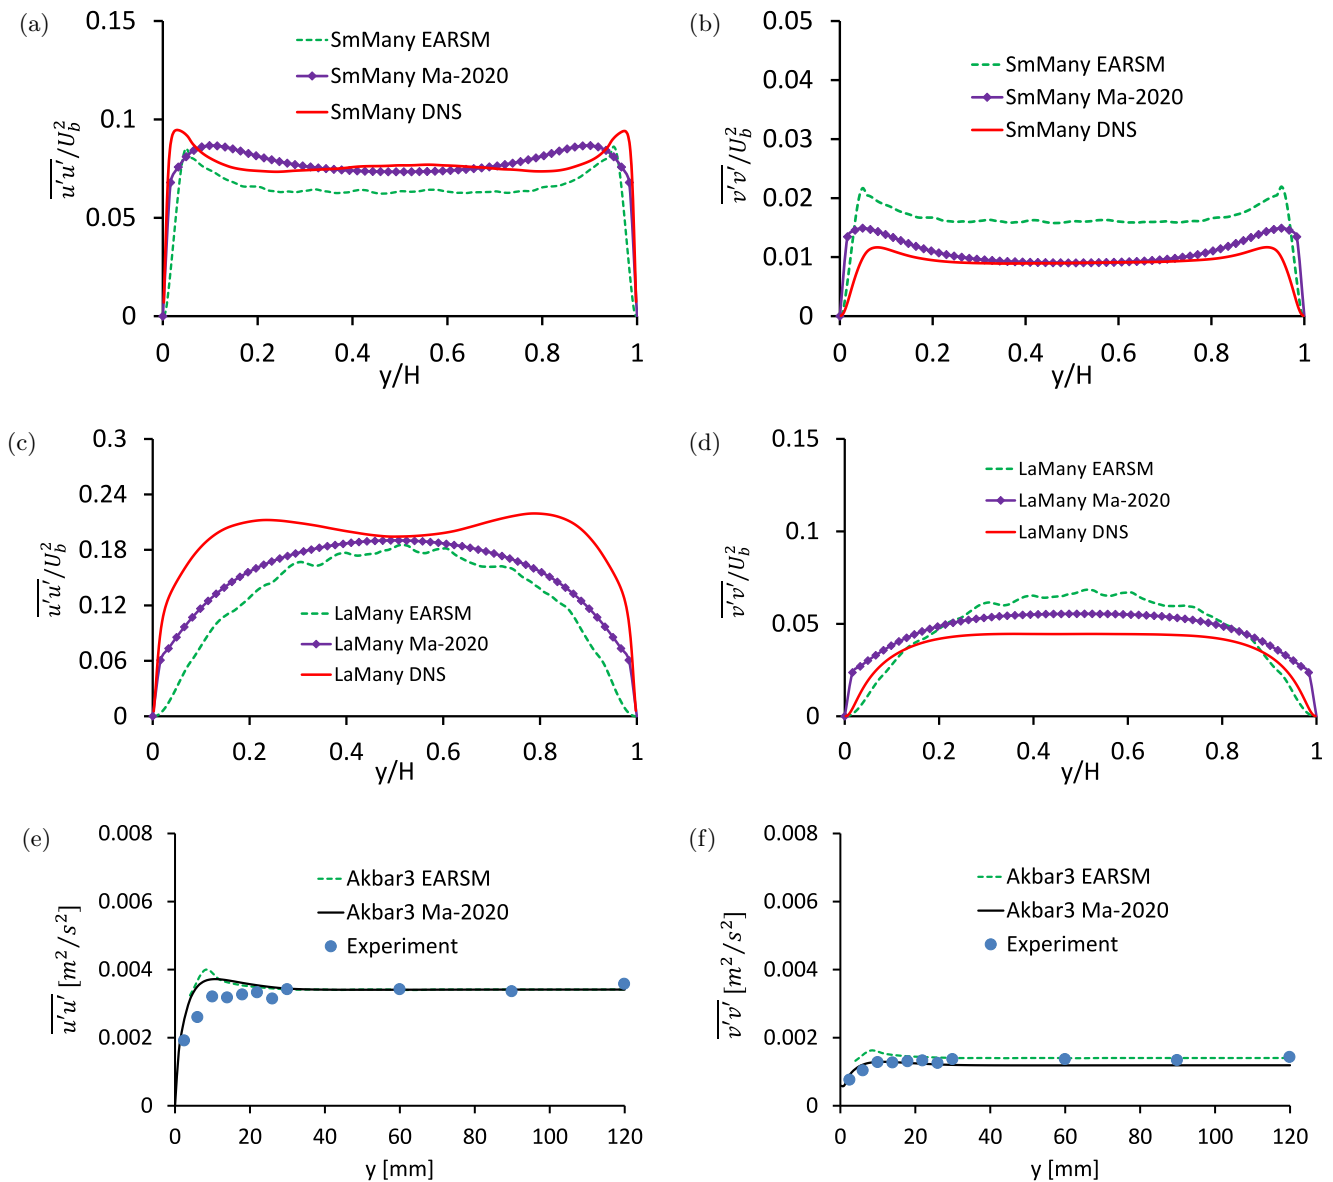 (a)
0.15
0.1
0.05
0
u'u'/U_b^2
SmMany EARSM
SmMany Ma-2020
SmMany DNS
0 0.2 0.4 0.6 0.8 1
y/H
(b)
0.05
0.04
0.03
0.02
0.01
0
v'v'/U_b^2
SmMany EARSM
SmMany Ma-2020
SmMany DNS
0 0.2 0.4 0.6 0.8 1
y/H
(c)
0.3
0.24
0.18
0.12
0.06
0
u'u'/U_b^2
LaMany EARSM
LaMany Ma-2020
LaMany DNS
0 0.2 0.4 0.6 0.8 1
y/H
(d)
0.15
0.1
0.05
0
v'v'/U_b^2
LaMany EARSM
LaMany Ma-2020
LaMany DNS
0 0.2 0.4 0.6 0.8 1
y/H
(e)
0.008
0.006
0.004
0.002
0
u'u' [m^2/s^2]
Akbar3 EARSM
Akbar3 Ma-2020
Experiment
0 20 40 60 80 100 120
y [mm]
(f)
0.008
0.006
0.004
0.002
0
v'v' [m^2/s^2]
Akbar3 EARSM
Akbar3 Ma-2020
Experiment
0 20 40 60 80 100 120
y [mm]